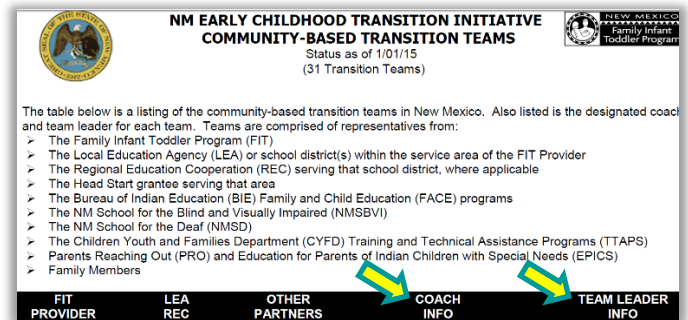 NM EARLY CHILDHOOD TRANSITION INITIATIVE
COMMUNITY-BASED TRANSITION TEAMS
Status as of 1/01/15
(31 Transition Teams)
NEW MEXICO
Family Infant
Toddler Program
The table below is a listing of the community-based transition teams in New Mexico. Also listed is the designated coach
and team leader for each team. Teams are comprised of representatives from:
➢ The Family Infant Toddler Program (FIT)
➢ The Local Education Agency (LEA) or school district(s) within the service area of the FIT Provider
➢ The Regional Education Cooperation (REC) serving that school district, where applicable
➢ The Head Start grantee serving that area
➢ The Bureau of Indian Education (BIE) Family and Child Education (FACE) programs
➢ The NM School for the Blind and Visually Impaired (NMSBVI)
➢ The NM School for the Deaf (NMSD)
➢ The Children Youth and Families Department (CYFD) Training and Technical Assistance Programs (TTAPS)
➢ Parents Reaching Out (PRO) and Education for Parents of Indian Children with Special Needs (EPICS)
➢ Family Members
FIT LEA OTHER COACH TEAM LEADER
PROVIDER REC PARTNERS INFO INFO